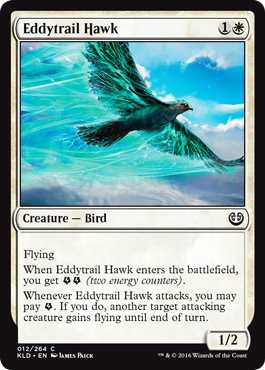 Eddytrail Hawk 1
Creature — Bird
Flying
When Eddytrail Hawk enters the battlefield,
you get (two energy counters).
Whenever Eddytrail Hawk attacks, you may
pay . If you do, another target attacking
creature gains flying until end of turn.
1/2
012/264 C
KLD • EN James Paick
™ & © 2016 Wizards of the Coast